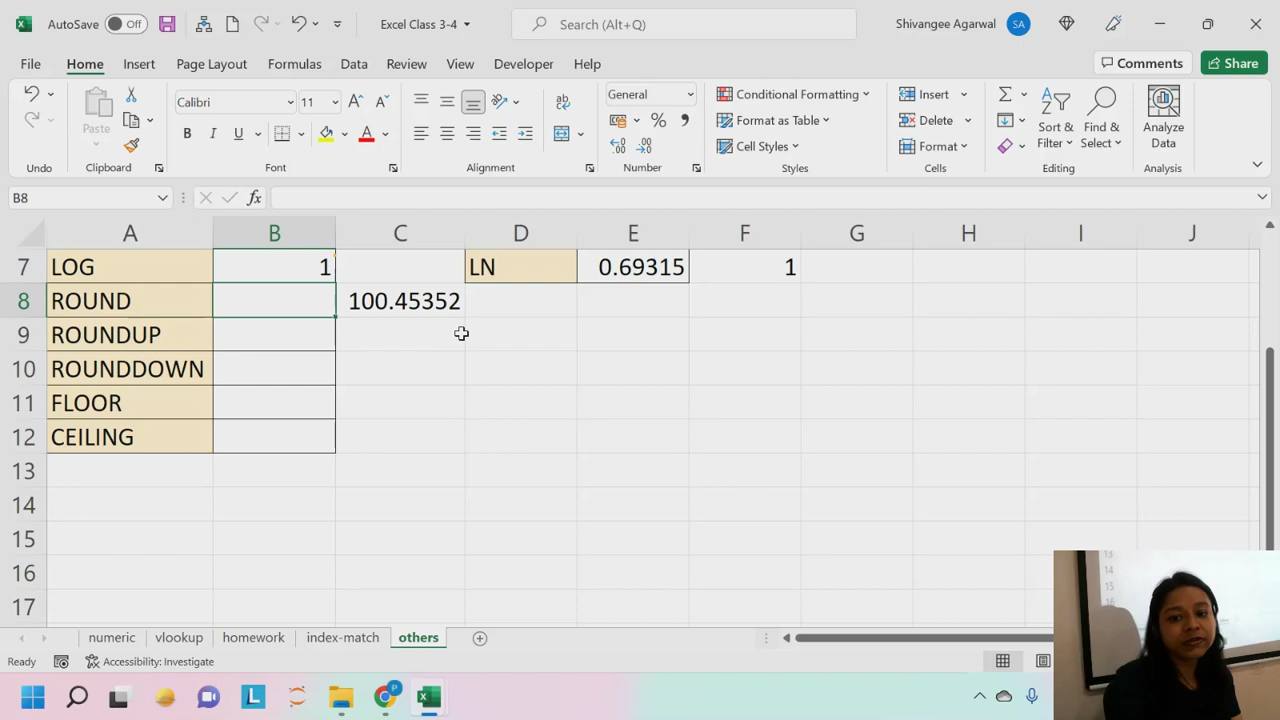 AutoSave Off Excel Class 3-4 Search (Alt+Q) Shivangee Agarwal SA
File Home Insert Page Layout Formulas Data Review View Developer Help Comments Share
Calibri 11 General Conditional Formatting Insert
Paste B I U Format as Table Delete Sort & Filter Find & Select Analyze Data
Cell Styles Format
Undo Clipboard Font Alignment Number Styles Cells Editing Analysis
B8 fx
A B C D E F G H I J
7 LOG 1 LN 0.69315 1
8 ROUND 100.45352
9 ROUNDUP
10 ROUNDDOWN
11 FLOOR
12 CEILING
13
14
15
16
17
numeric vlookup homework index-match others
Ready Accessibility: Investigate